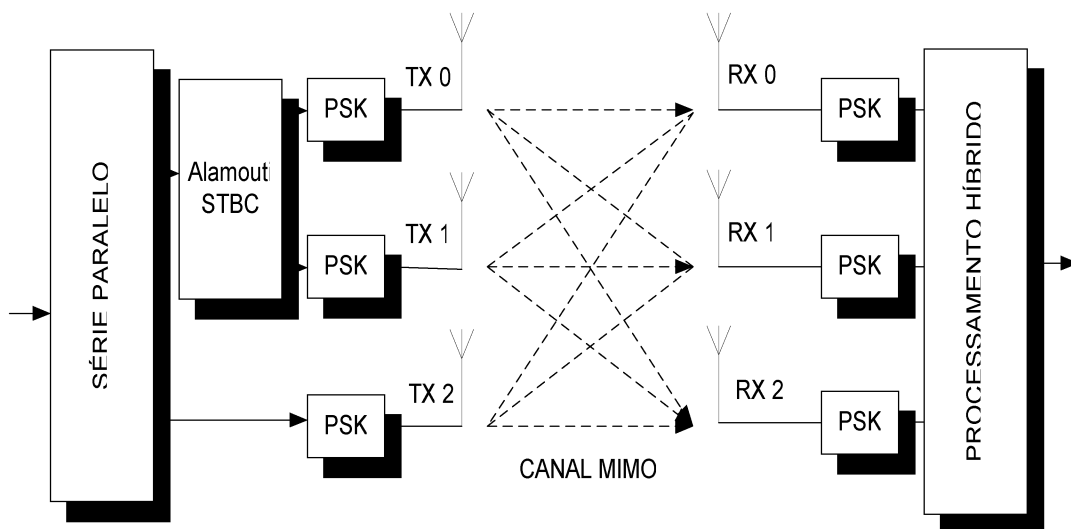 SÉRIE PARALELO
Alamouti
STBC
PSK
PSK
PSK
TX 0
TX 1
TX 2
CANAL MIMO
RX 0
RX 1
RX 2
PSK
PSK
PSK
PROCESSAMENTO HÍBRIDO